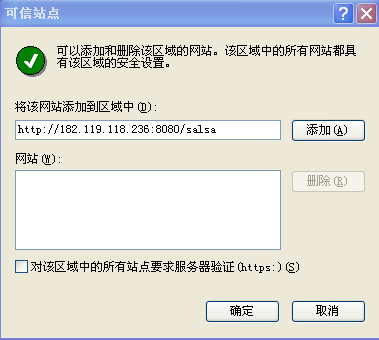 可信站点
可以添加和删除该区域的网站。该区域中的所有网站都具
有该区域的安全设置。
将该网站添加到区域中(D):
http://182.119.118.236:8080/salsa
添加(A)
网站(W):
删除(R)
对该区域中的所有站点要求服务器验证(https:)(S)
确定
取消